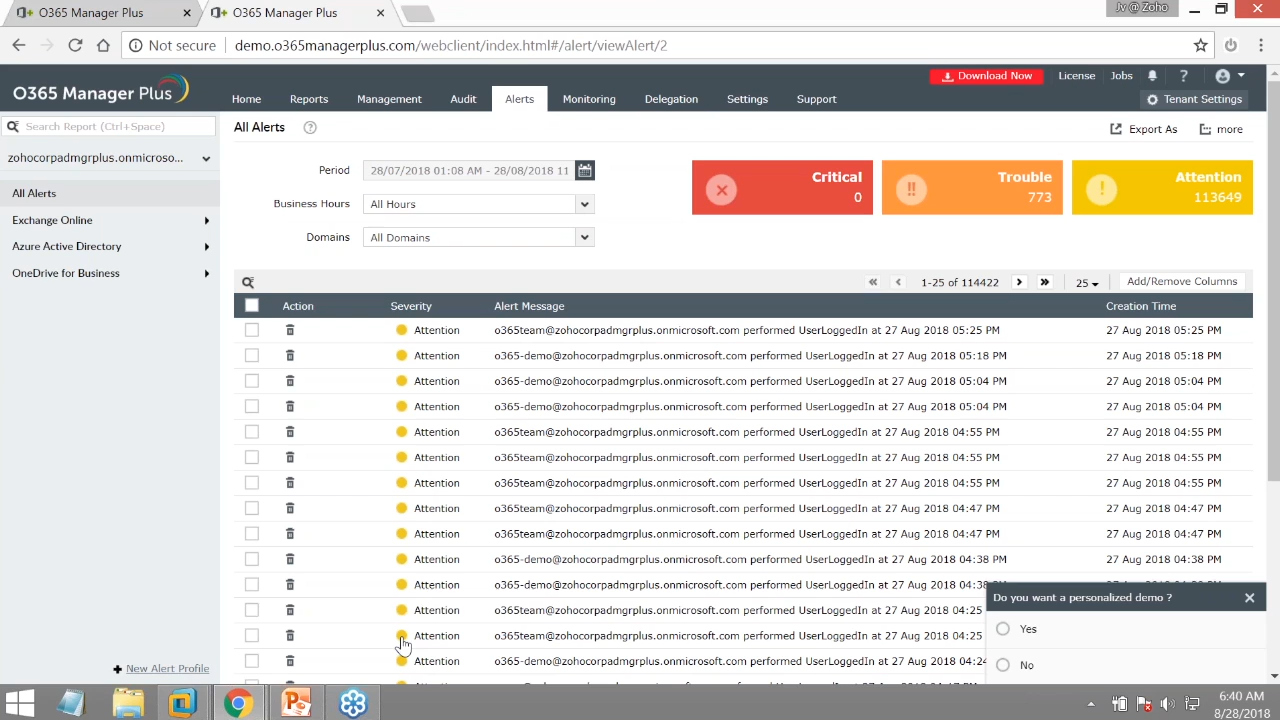 O365 Manager Plus
O365 Manager Plus
Jv @ Zoho
Not secure demo.o365managerplus.com/webclient/index.html#/alert/viewAlert/2
Download Now License Jobs ?
O365 Manager Plus
Home Reports Management Audit Alerts Monitoring Delegation Settings Support
Tenant Settings
Search Report (Ctrl+Space)
zohocorpadmgrplus.onmicroso...
All Alerts
Exchange Online
Azure Active Directory
OneDrive for Business
New Alert Profile
All Alerts ?
Export As more
Period 28/07/2018 01:08 AM - 28/08/2018 11
Business Hours All Hours
Domains All Domains
Critical
0
Trouble
773
Attention
113649
1-25 of 114422 25 Add/Remove Columns
Action Severity Alert Message Creation Time
Attention o365team@zohocorpadmgrplus.onmicrosoft.com performed UserLoggedIn at 27 Aug 2018 05:25 PM 27 Aug 2018 05:25 PM
Attention o365-demo@zohocorpadmgrplus.onmicrosoft.com performed UserLoggedIn at 27 Aug 2018 05:18 PM 27 Aug 2018 05:18 PM
Attention o365-demo@zohocorpadmgrplus.onmicrosoft.com performed UserLoggedIn at 27 Aug 2018 05:04 PM 27 Aug 2018 05:04 PM
Attention o365-demo@zohocorpadmgrplus.onmicrosoft.com performed UserLoggedIn at 27 Aug 2018 05:04 PM 27 Aug 2018 05:04 PM
Attention o365team@zohocorpadmgrplus.onmicrosoft.com performed UserLoggedIn at 27 Aug 2018 04:55 PM 27 Aug 2018 04:55 PM
Attention o365team@zohocorpadmgrplus.onmicrosoft.com performed UserLoggedIn at 27 Aug 2018 04:55 PM 27 Aug 2018 04:55 PM
Attention o365team@zohocorpadmgrplus.onmicrosoft.com performed UserLoggedIn at 27 Aug 2018 04:55 PM 27 Aug 2018 04:55 PM
Attention o365team@zohocorpadmgrplus.onmicrosoft.com performed UserLoggedIn at 27 Aug 2018 04:47 PM 27 Aug 2018 04:47 PM
Attention o365team@zohocorpadmgrplus.onmicrosoft.com performed UserLoggedIn at 27 Aug 2018 04:47 PM 27 Aug 2018 04:47 PM
Attention o365-demo@zohocorpadmgrplus.onmicrosoft.com performed UserLoggedIn at 27 Aug 2018 04:38 PM 27 Aug 2018 04:38 PM
Attention o365-demo@zohocorpadmgrplus.onmicrosoft.com performed UserLoggedIn at 27 Aug 2018 04:38
Attention o365team@zohocorpadmgrplus.onmicrosoft.com performed UserLoggedIn at 27 Aug 2018 04:25
Attention o365team@zohocorpadmgrplus.onmicrosoft.com performed UserLoggedIn at 27 Aug 2018 04:25
Attention o365-demo@zohocorpadmgrplus.onmicrosoft.com performed UserLoggedIn at 27 Aug 2018 04:24
Do you want a personalized demo ?
Yes
No
6:40 AM
8/28/2018